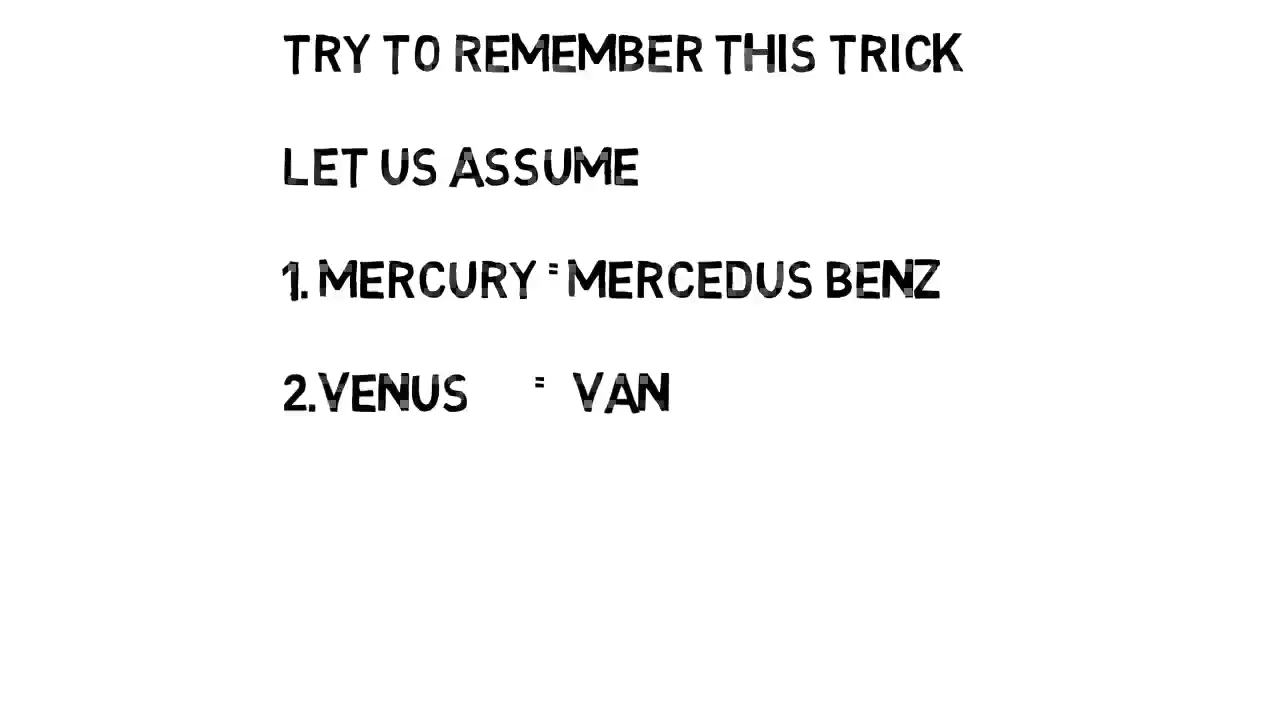 TRY TO REMEMBER THIS TRICK
LET US ASSUME
1. MERCURY = MERCEDUS BENZ
2.VENUS = VAN